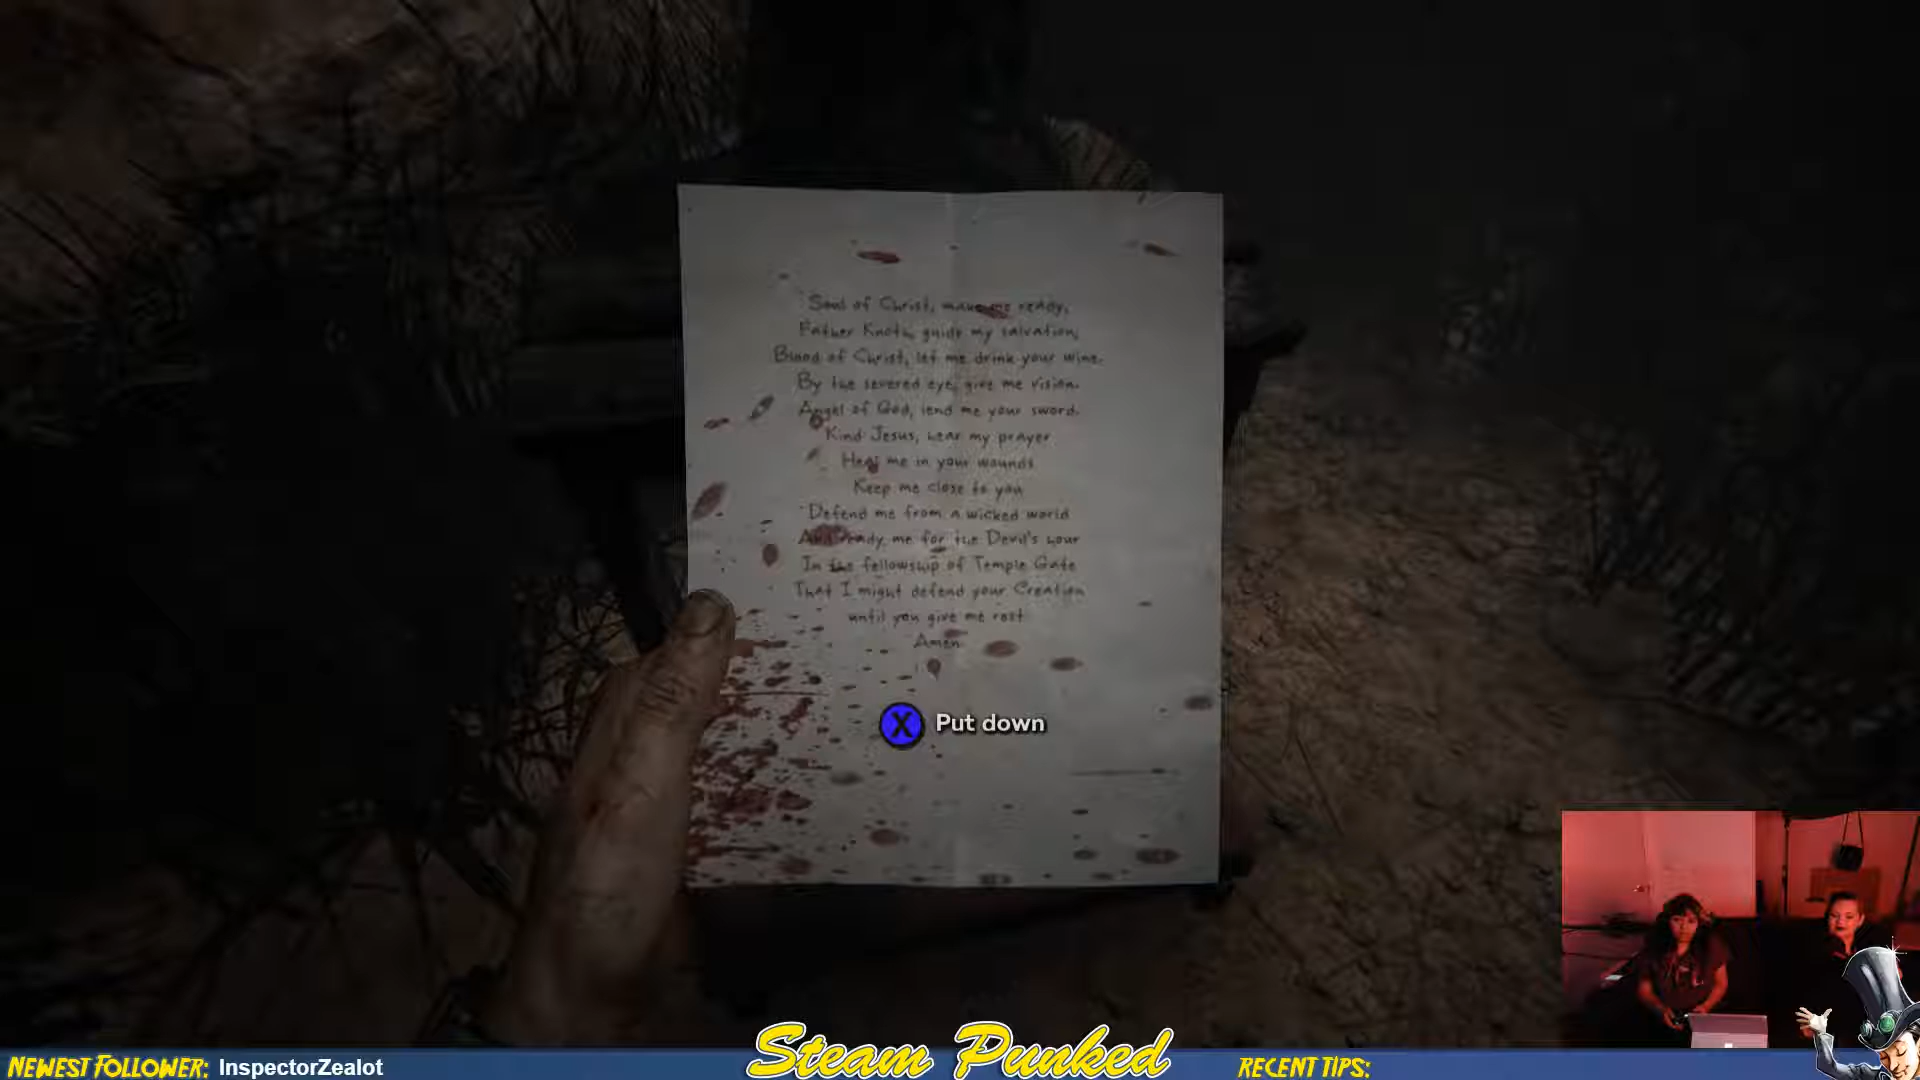 Soul of Christ, make me ready,
Father Knoth, guide my salvation,
Blood of Christ, let me drink your wine.
By the severed eye, give me vision.
Angel of God, lend me your sword.
Kind Jesus, hear my prayer
Heal me in your wounds
Keep me close to you
Defend me from a wicked world
And ready me for the Devil's hour
In the fellowship of Temple Gate
That I might defend your Creation
until you give me rest
Amen
X Put down
NEWEST FOLLOWER: InspectorZealot
Steam Punked
RECENT TIPS: